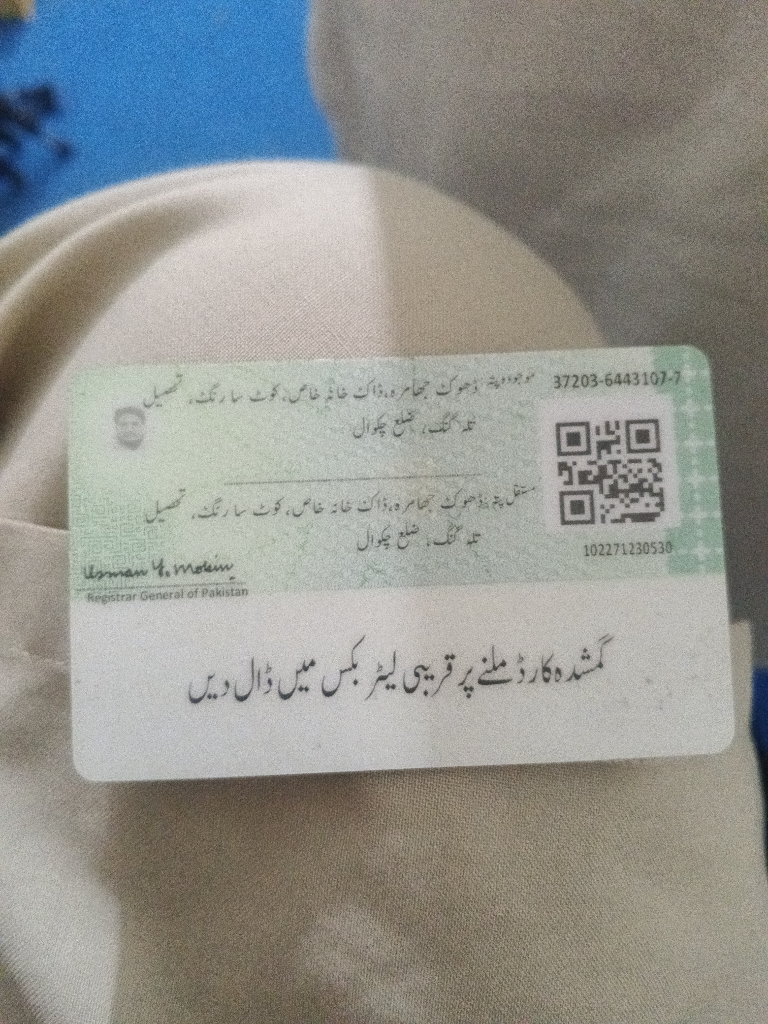 موجودہ پتہ: ڈھوک جھامرہ، ڈاک خانہ خاص، کوٹ سارنگ، تحصیل
تلہ گنگ، ضلع چکوال
37203-6443107-7
مستقل پتہ: ڈھوک جھامرہ، ڈاک خانہ خاص، کوٹ سارنگ، تحصیل
تلہ گنگ، ضلع چکوال
102271230530
Usman Y. Mobin
Registrar General of Pakistan
گمشدہ کارڈ ملنے پر قریبی لیٹر بکس میں ڈال دیں